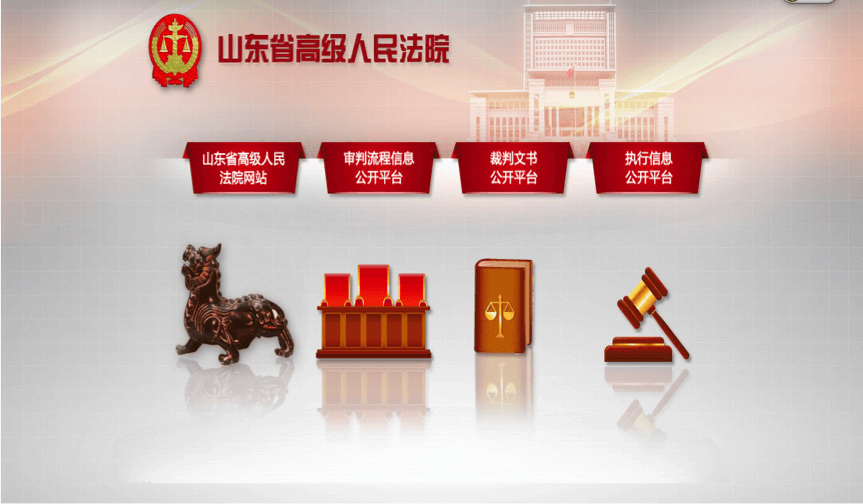 山东省高级人民法院
山东省高级人民
法院网站
审判流程信息
公开平台
裁判文书
公开平台
执行信息
公开平台